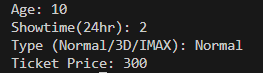 Age: 10
Showtime(24hr): 2
Type (Normal/3D/IMAX): Normal
Ticket Price: 300